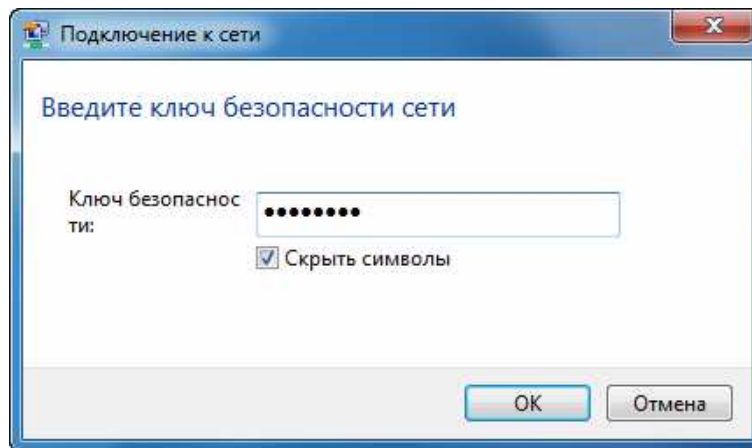 Подключение к сети
Введите ключ безопасности сети
Ключ безопаснос
ти:
••••••••
Скрыть символы
OK
Отмена